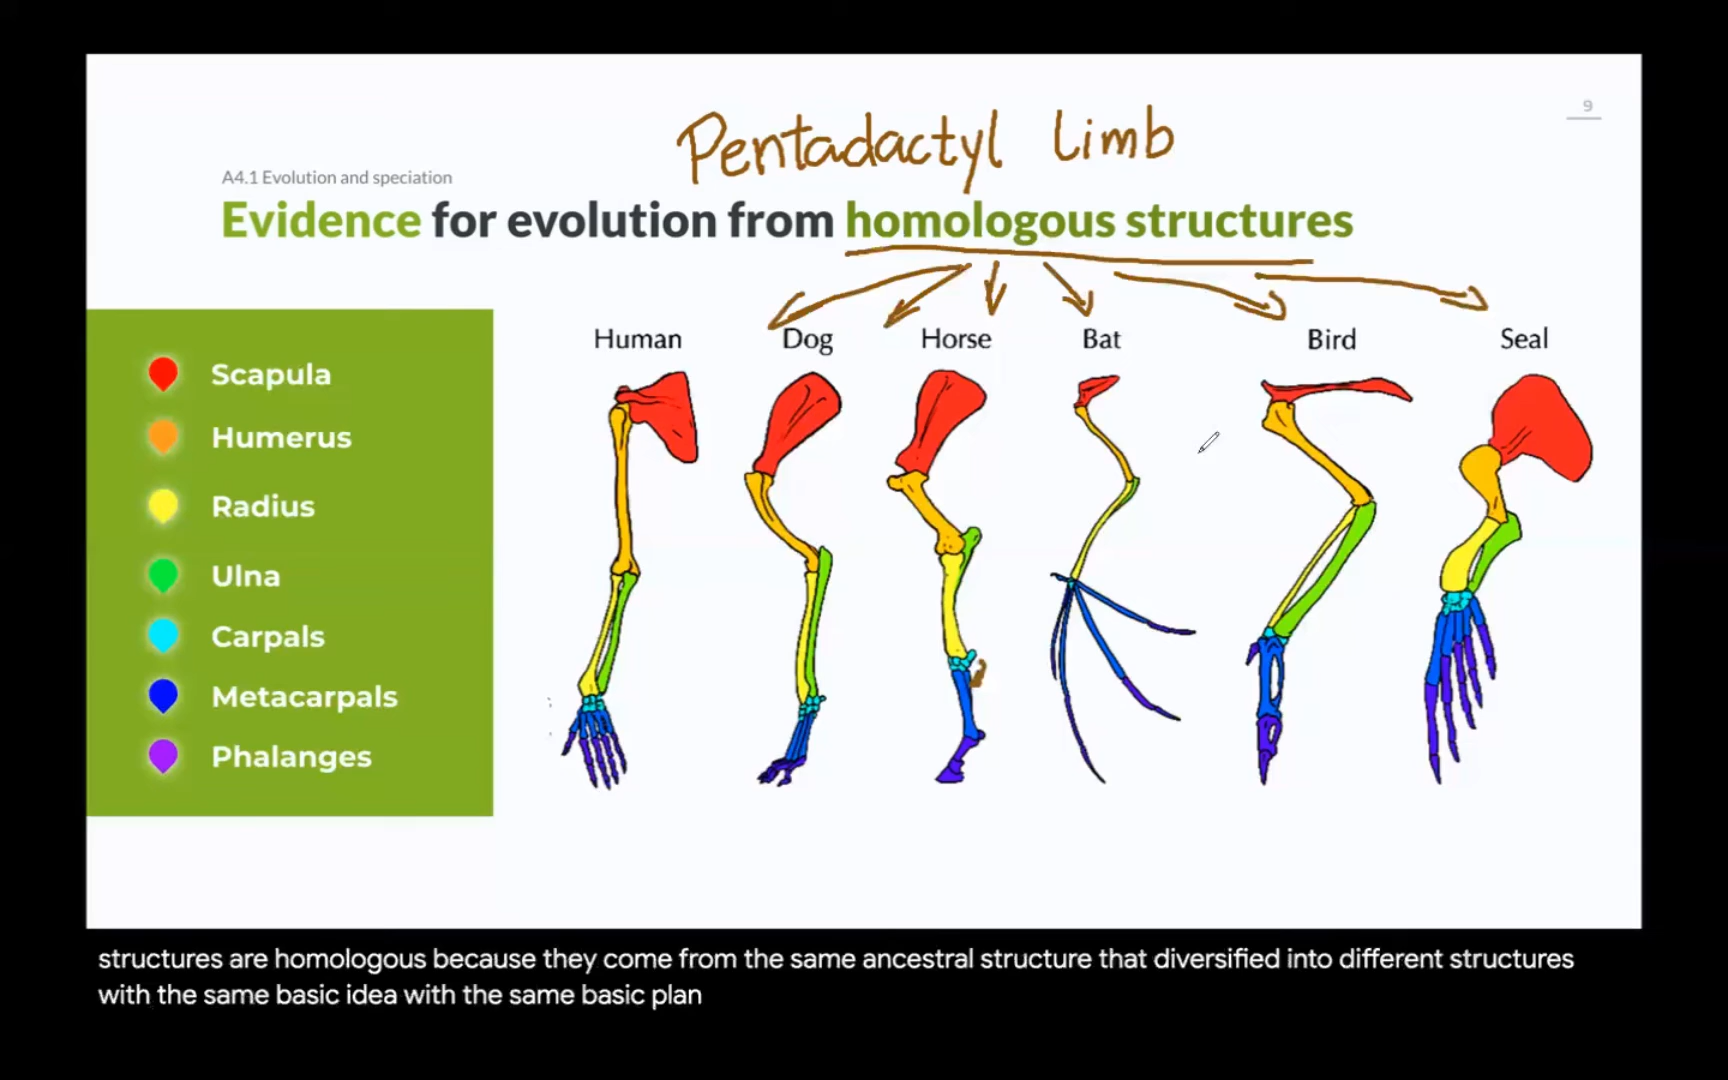 9
Pentadactyl Limb
A4.1 Evolution and speciation
Evidence for evolution from homologous structures
Human Dog Horse Bat Bird Seal
Scapula
Humerus
Radius
Ulna
Carpals
Metacarpals
Phalanges
structures are homologous because they come from the same ancestral structure that diversified into different structures
with the same basic idea with the same basic plan